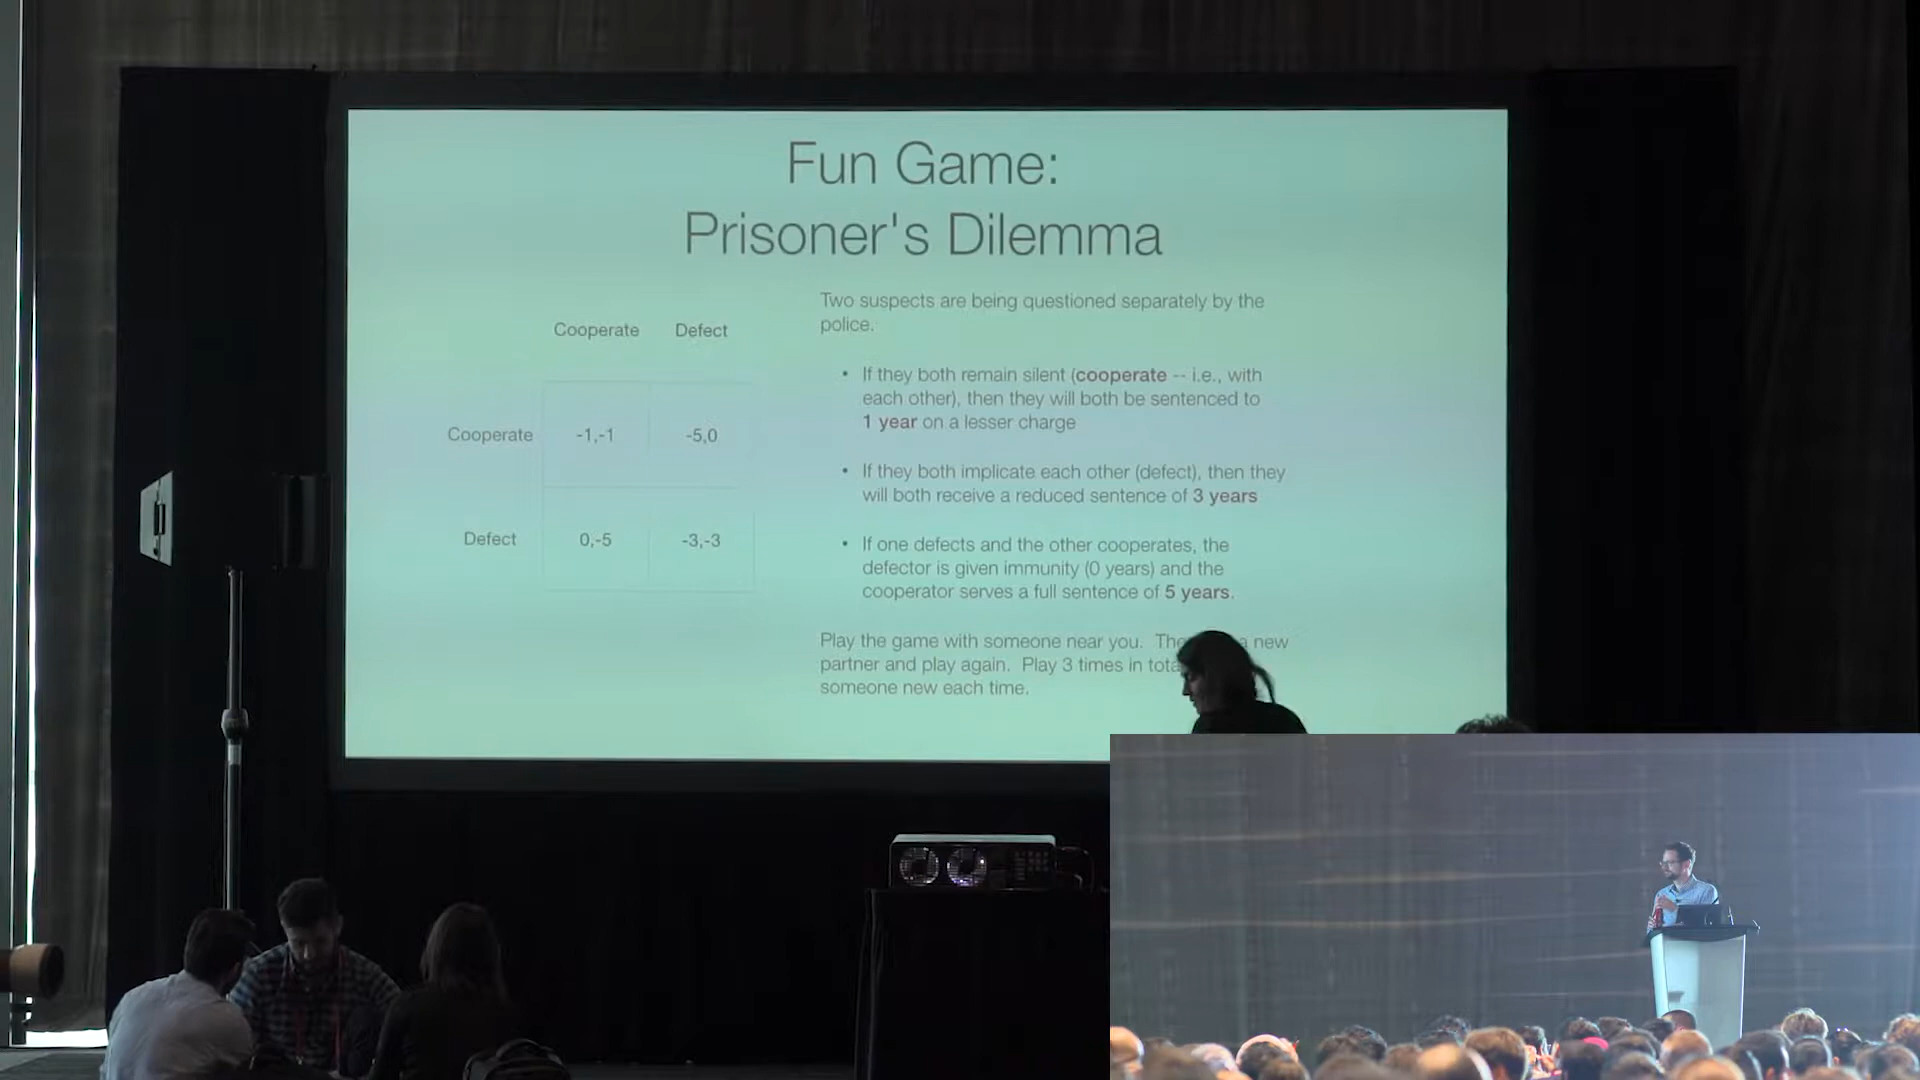 Fun Game:
Prisoner's Dilemma
Cooperate Defect
Cooperate -1,-1 -5,0
Defect 0,-5 -3,-3
Two suspects are being questioned separately by the
police.
• If they both remain silent (cooperate -- i.e., with
each other), then they will both be sentenced to
1 year on a lesser charge
• If they both implicate each other (defect), then they
will both receive a reduced sentence of 3 years
• If one defects and the other cooperates, the
defector is given immunity (0 years) and the
cooperator serves a full sentence of 5 years.
Play the game with someone near you. a new
partner and play again. Play 3 times in
someone new each time.